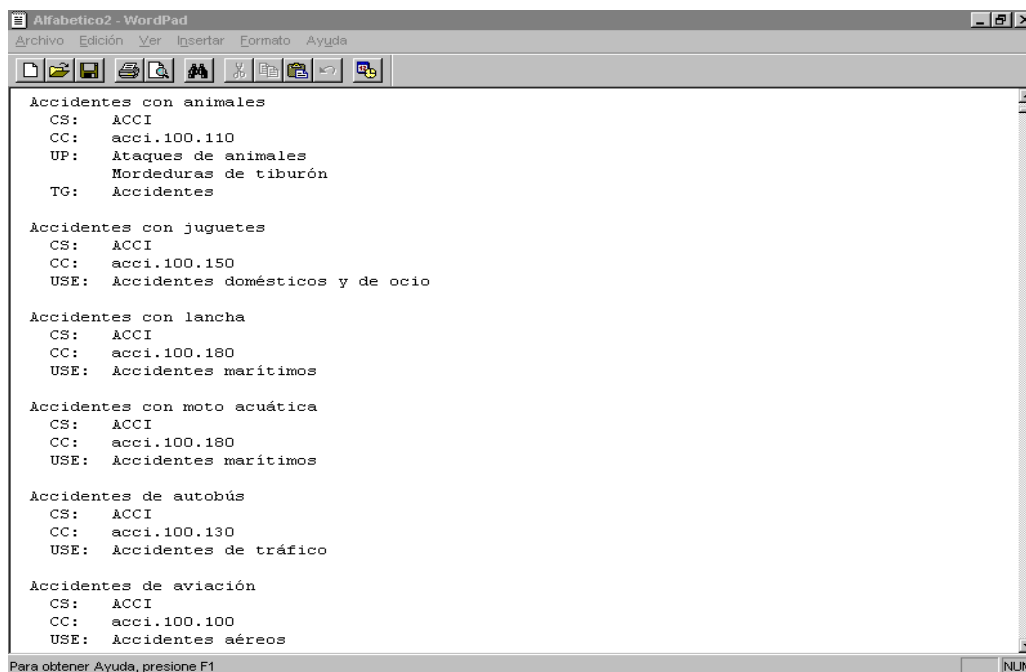 Alfabetico2 - WordPad
Archivo Edición Ver Insertar Formato Ayuda
Accidentes con animales
CS: ACCI
CC: acci.100.110
UP: Ataques de animales
Mordeduras de tiburón
TG: Accidentes
Accidentes con juguetes
CS: ACCI
CC: acci.100.150
USE: Accidentes domésticos y de ocio
Accidentes con lancha
CS: ACCI
CC: acci.100.180
USE: Accidentes marítimos
Accidentes con moto acuática
CS: ACCI
CC: acci.100.180
USE: Accidentes marítimos
Accidentes de autobús
CS: ACCI
CC: acci.100.130
USE: Accidentes de tráfico
Accidentes de aviación
CS: ACCI
CC: acci.100.100
USE: Accidentes aéreos
Para obtener Ayuda, presione F1 NUM